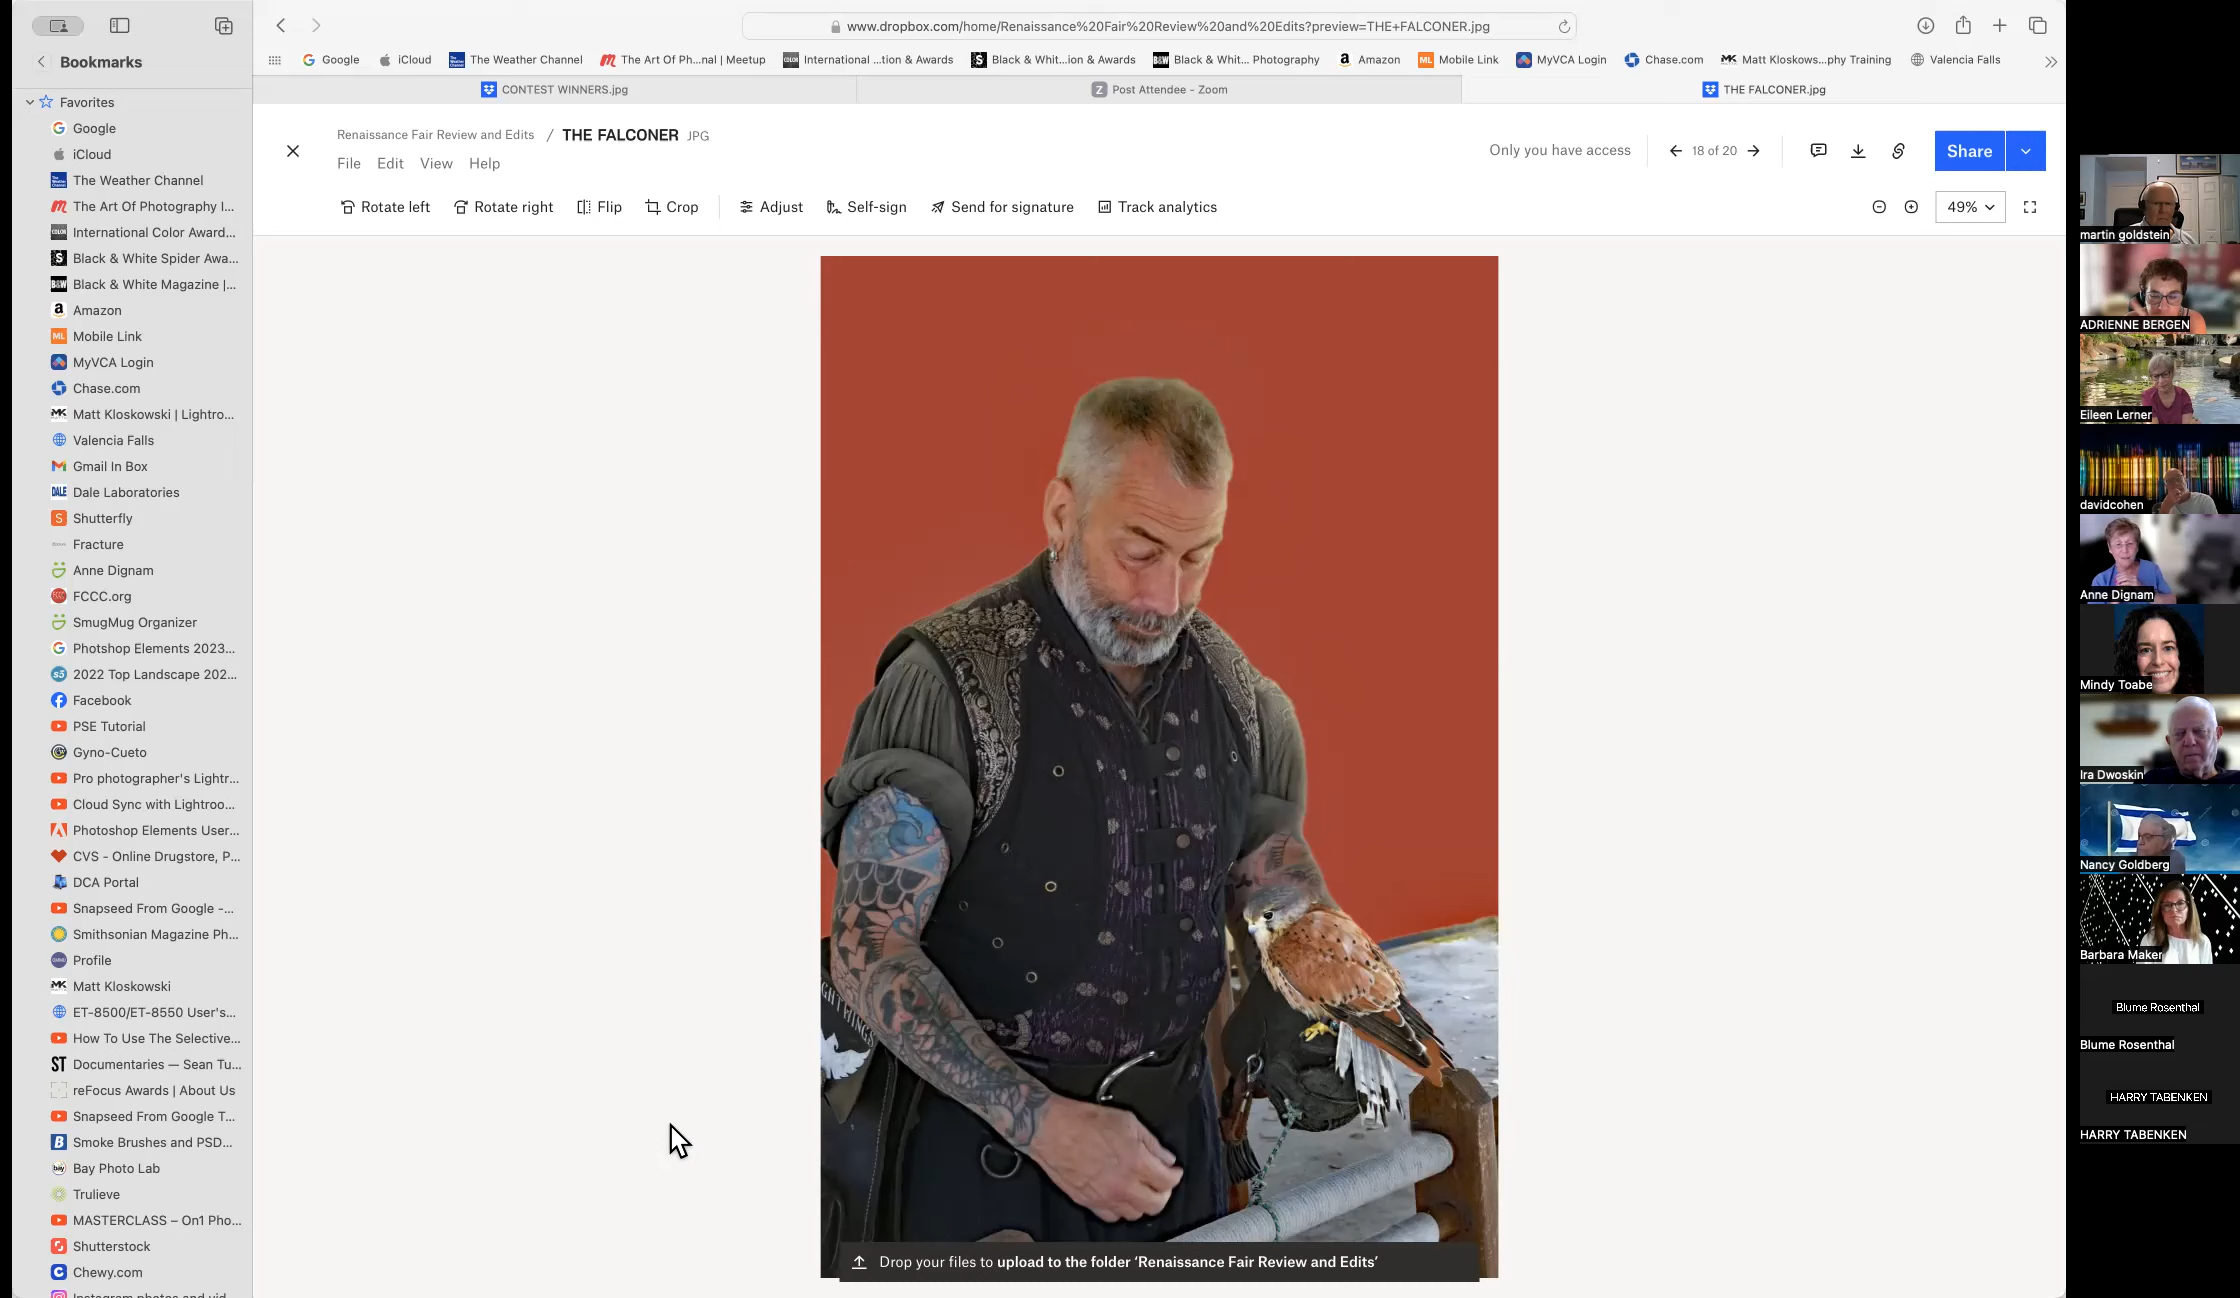 Bookmarks
Favorites
Google
iCloud
The Weather Channel
The Art Of Photography I...
International Color Award...
Black & White Spider Awa...
Black & White Magazine |...
Amazon
Mobile Link
MyVCA Login
Chase.com
Matt Kloskowski | Lightro...
Valencia Falls
Gmail In Box
Dale Laboratories
Shutterfly
Fracture
Anne Dignam
FCCC.org
SmugMug Organizer
Photshop Elements 2023...
2022 Top Landscape 202...
Facebook
PSE Tutorial
Gyno-Cueto
Pro photographer's Lightr...
Cloud Sync with Lightroo...
Photoshop Elements User...
CVS - Online Drugstore, P...
DCA Portal
Snapseed From Google -...
Smithsonian Magazine Ph...
Profile
Matt Kloskowski
ET-8500/ET-8550 User's...
How To Use The Selective...
Documentaries — Sean Tu...
reFocus Awards | About Us
Snapseed From Google T...
Smoke Brushes and PSD...
Bay Photo Lab
Trulieve
MASTERCLASS – On1 Pho...
Shutterstock
Chewy.com
www.dropbox.com/home/Renaissance%20Fair%20Review%20and%20Edits?preview=THE+FALCONER.jpg
Google iCloud The Weather Channel The Art Of Ph...nal | Meetup International ...tion & Awards Black & Whit...ion & Awards Black & Whit... Photography Amazon Mobile Link MyVCA Login Chase.com Matt Kloskows...phy Training Valencia Falls
CONTEST WINNERS.jpg Post Attendee - Zoom THE FALCONER.jpg
Renaissance Fair Review and Edits / THE FALCONER JPG
File Edit View Help
Only you have access 18 of 20 Share
Rotate left Rotate right Flip Crop Adjust Self-sign Send for signature Track analytics 49%
Drop your files to upload to the folder ‘Renaissance Fair Review and Edits’
martin goldstein
ADRIENNE BERGEN
Eileen Lerner
davidcohen
Anne Dignam
Mindy Toabe
Ira Dwoskin
Nancy Goldberg
Barbara Maker
Blume Rosenthal
Blume Rosenthal
HARRY TABENKEN
HARRY TABENKEN